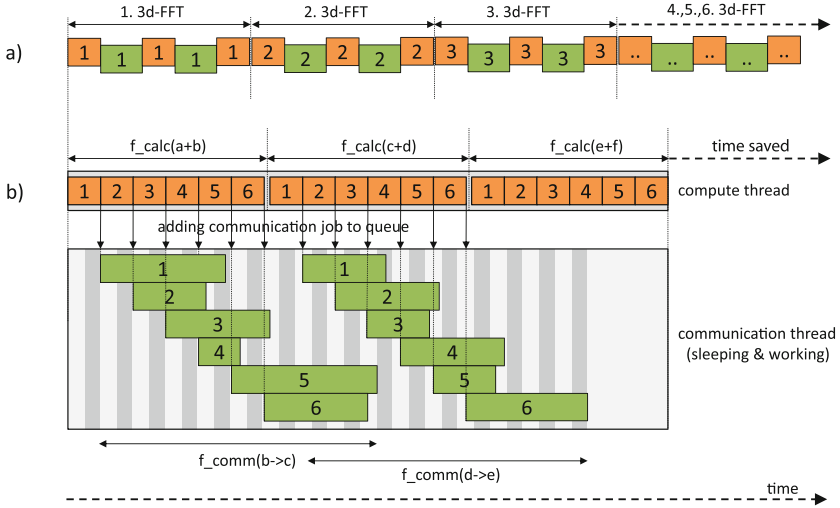 1. 3d-FFT 2. 3d-FFT 3. 3d-FFT 4.,5.,6. 3d-FFT
a) 1 1 1 1 1 2 2 2 2 2 3 3 3 3 3 .. .. .. .. ..
f_calc(a+b) f_calc(c+d) f_calc(e+f) time saved
b) 1 2 3 4 5 6 1 2 3 4 5 6 1 2 3 4 5 6 compute thread
adding communication job to queue
1 1
2 2
3 3
4 4
communication thread
(sleeping & working)
5 5
6 6
f_comm(b->c)
f_comm(d->e)
time